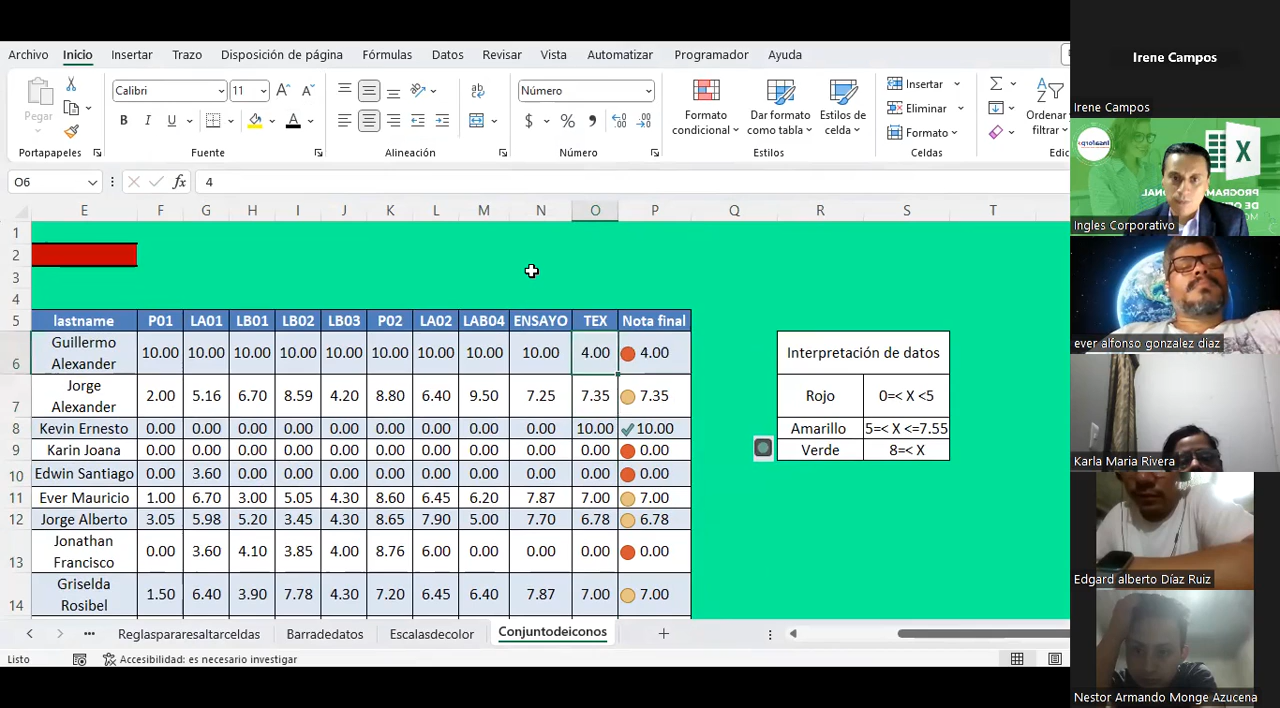 Archivo Inicio Insertar Trazo Disposición de página Fórmulas Datos Revisar Vista Automatizar Programador Ayuda
Pegar
Calibri 11
Número
Formato condicional
Dar formato como tabla
Estilos de celda
Insertar
Eliminar
Formato
Ordenar filtrar
Portapapeles Fuente Alineación Número Estilos Celdas Edic
O6 fx 4
E F G H I J K L M N O P Q R S T
1
2
3
4
5 lastname P01 LA01 LB01 LB02 LB03 P02 LA02 LAB04 ENSAYO TEX Nota final
6 Guillermo Alexander 10.00 10.00 10.00 10.00 10.00 10.00 10.00 10.00 10.00 4.00 4.00
7 Jorge Alexander 2.00 5.16 6.70 8.59 4.20 8.80 6.40 9.50 7.25 7.35 7.35
8 Kevin Ernesto 0.00 0.00 0.00 0.00 0.00 0.00 0.00 0.00 0.00 10.00 10.00
9 Karin Joana 0.00 0.00 0.00 0.00 0.00 0.00 0.00 0.00 0.00 0.00 0.00
10 Edwin Santiago 0.00 3.60 0.00 0.00 0.00 0.00 0.00 0.00 0.00 0.00 0.00
11 Ever Mauricio 1.00 6.70 3.00 5.05 4.30 8.60 6.45 6.20 7.87 7.00 7.00
12 Jorge Alberto 3.05 5.98 5.20 3.45 4.30 8.65 7.90 5.00 7.70 6.78 6.78
13 Jonathan Francisco 0.00 3.60 4.10 3.85 4.00 8.76 6.00 0.00 0.00 0.00 0.00
14 Griselda Rosibel 1.50 6.40 3.90 7.78 4.30 7.20 6.45 6.40 7.87 7.00 7.00
Interpretación de datos
Rojo 0=< X <5
Amarillo 5=< X <=7.55
Verde 8=< X
Reglaspararesaltarceldas Barradedatos Escalasdecolor Conjuntodeiconos
Listo Accesibilidad: es necesario investigar
Irene Campos
Irene Campos
Ingles Corporativo
ever alfonso gonzalez diaz
Karla Maria Rivera
Edgard alberto Díaz Ruiz
Nestor Armando Monge Azucena